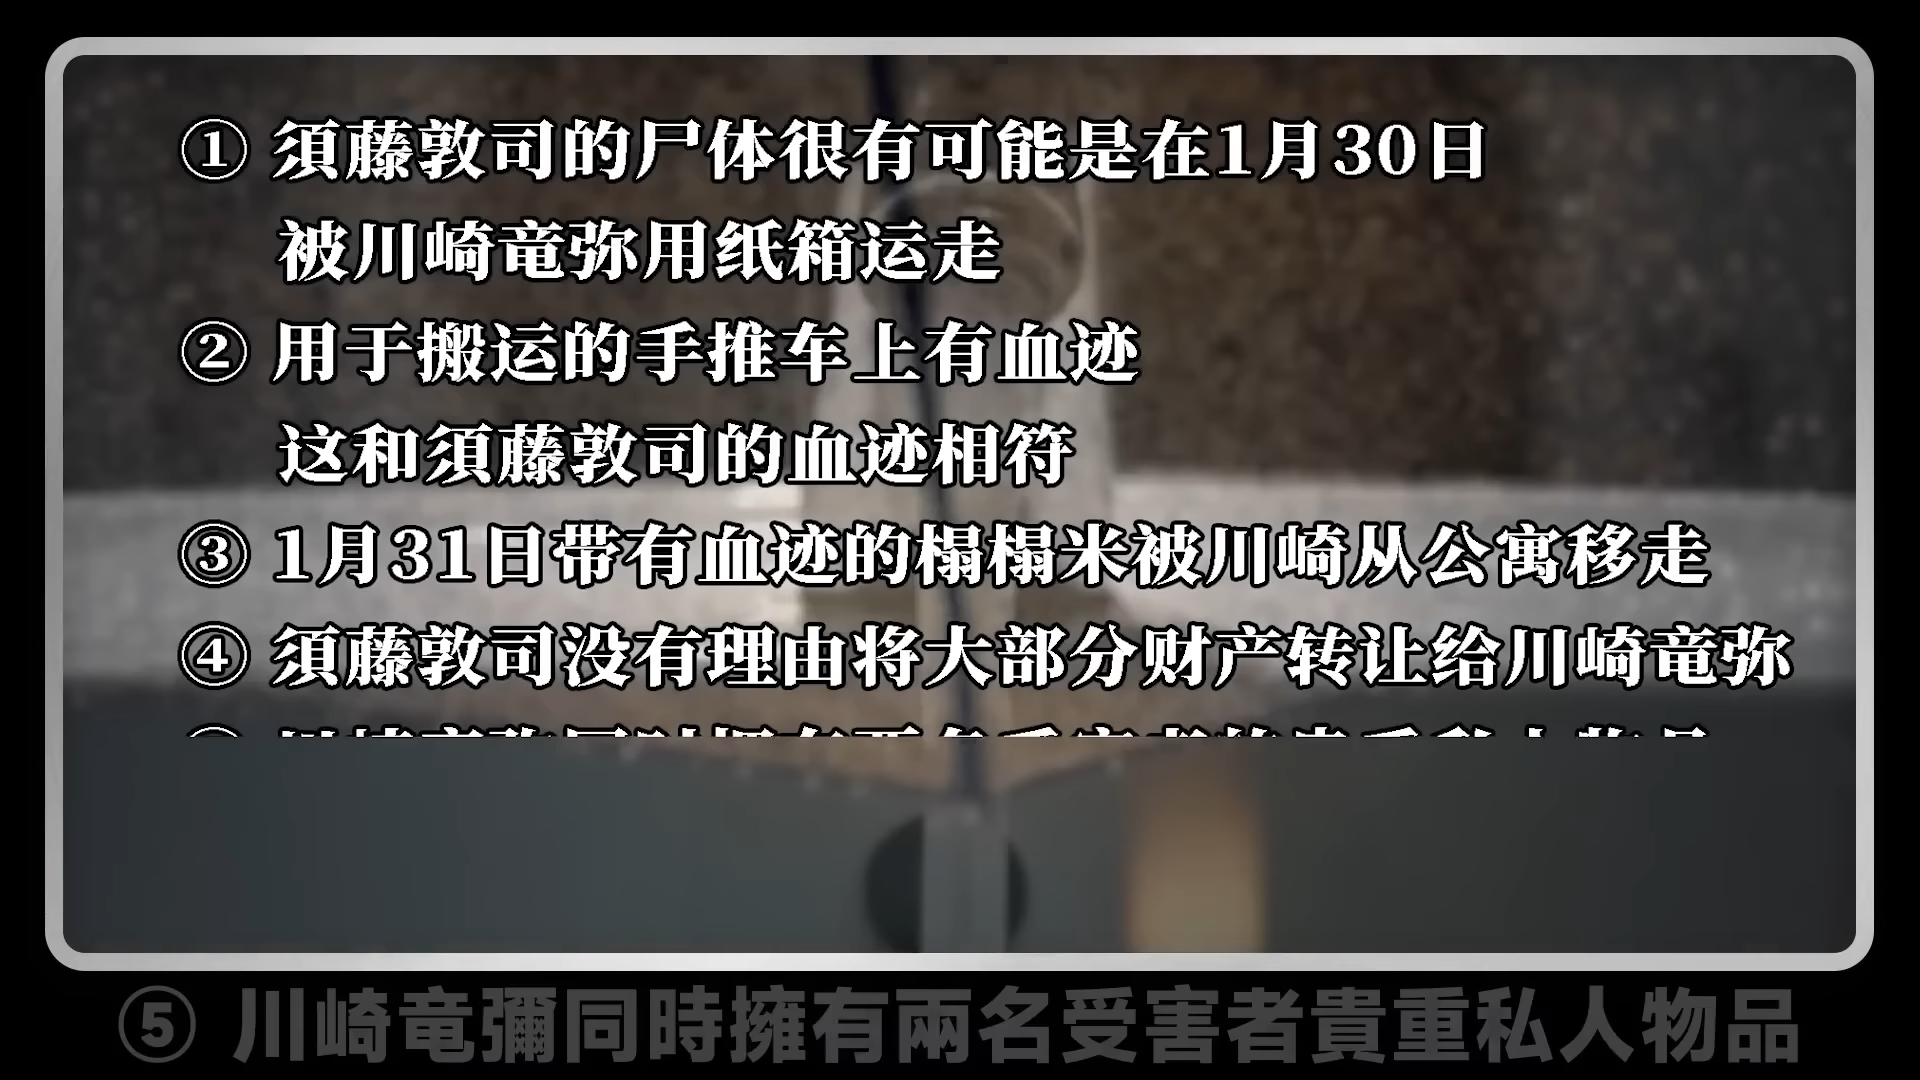 ① 須藤敦司的尸体很有可能是在1月30日
被川崎竜弥用纸箱运走
② 用于搬运的手推车上有血迹
这和須藤敦司的血迹相符
③ 1月31日带有血迹的榻榻米被川崎从公寓移走
④ 須藤敦司没有理由将大部分财产转让给川崎竜弥
⑤ 川崎竜彌同時擁有兩名受害者貴重私人物品